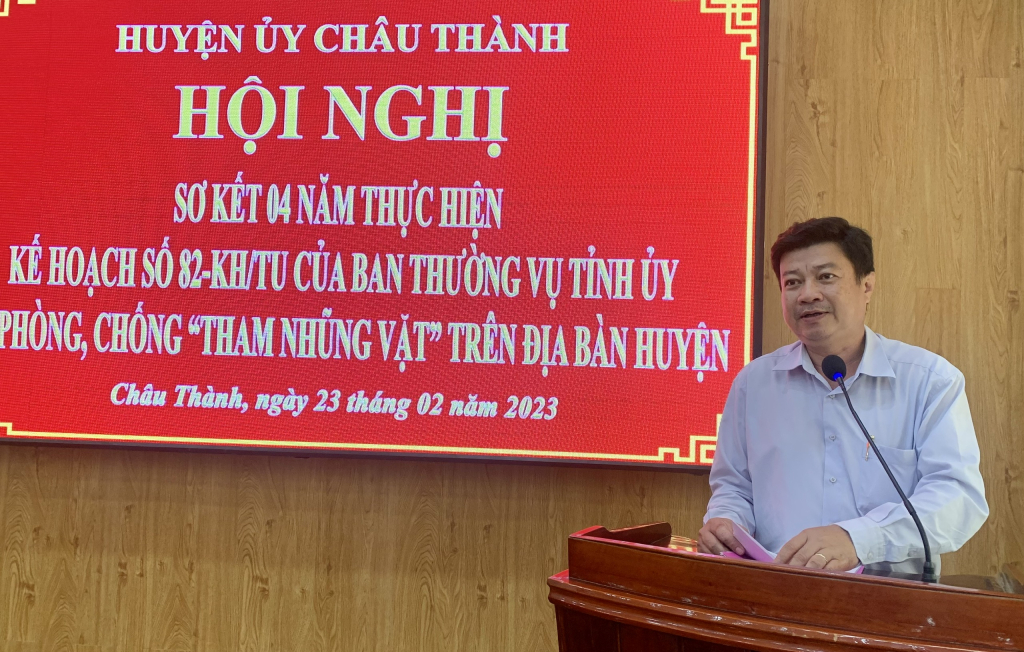 HUYỆN ỦY CHÂU THÀNH
HỘI NGHỊ
SƠ KẾT 04 NĂM THỰC HIỆN
KẾ HOẠCH SỐ 82-KH/TU CỦA BAN THƯỜNG VỤ TỈNH ỦY
PHÒNG, CHỐNG “THAM NHŨNG VẶT” TRÊN ĐỊA BÀN HUYỆN
Châu Thành, ngày 23 tháng 02 năm 2023